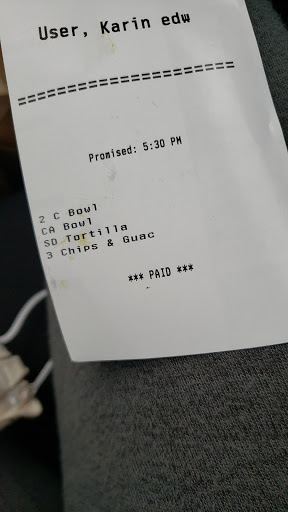 User, Karin edw
==========================
Promised: 5:30 PM
2 C Bowl
CA Bowl
SD Tortilla
3 Chips & Guac
*** PAID ***